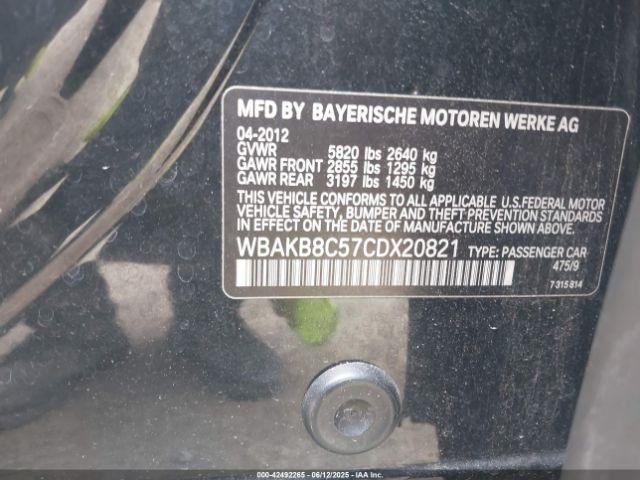 MFD BY BAYERISCHE MOTOREN WERKE AG
04-2012
GVWR 5820 lbs 2640 kg
GAWR FRONT 2855 lbs 1295 kg
GAWR REAR 3197 lbs 1450 kg
THIS VEHICLE CONFORMS TO ALL APPLICABLE U.S.FEDERAL MOTOR
VEHICLE SAFETY, BUMPER AND THEFT PREVENTION STANDARDS
IN EFFECT ON THE DATE OF MANUFACTURE SHOWN ABOVE.
WBAKB8C57CDX20821 TYPE: PASSENGER CAR
475/9
7 315 814
000-42492265 - 06/12/2025 - IAA Inc.